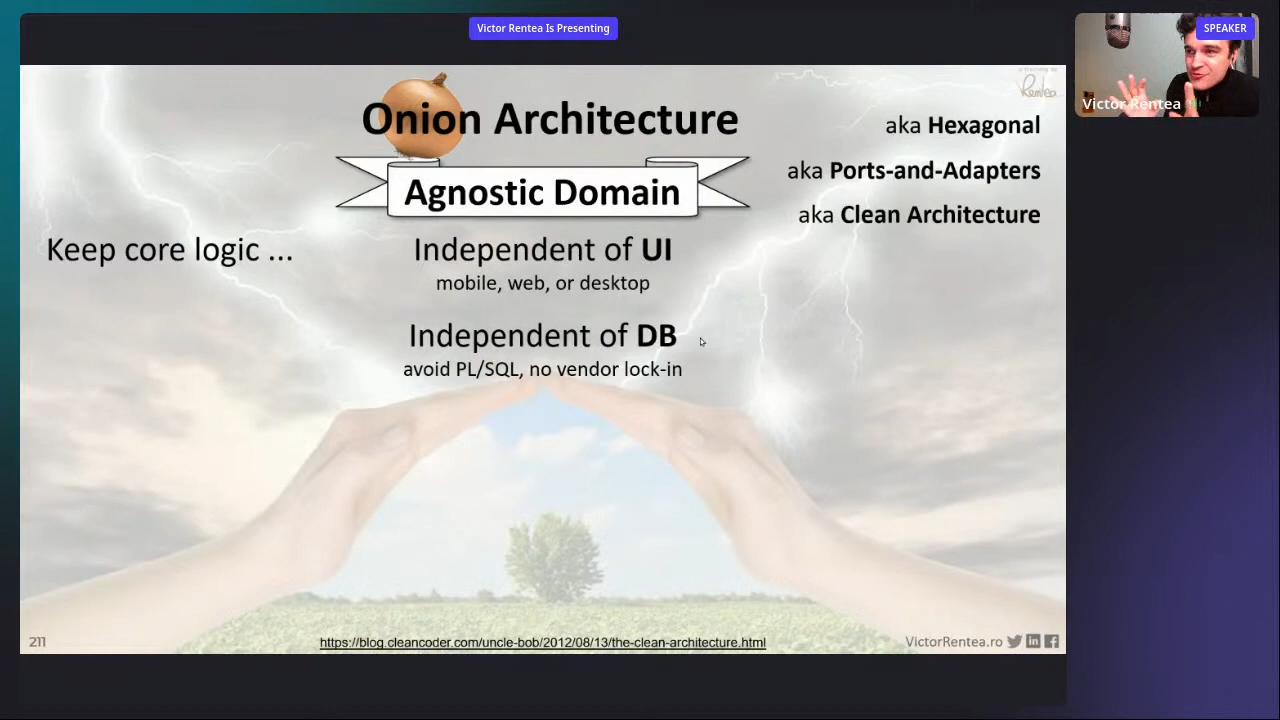 Victor Rentea Is Presenting
SPEAKER
Victor Rentea
Rentea
Onion Architecture
Agnostic Domain
aka Hexagonal
aka Ports-and-Adapters
aka Clean Architecture
Keep core logic ...
Independent of UI
mobile, web, or desktop
Independent of DB
avoid PL/SQL, no vendor lock-in
211
https://blog.cleancoder.com/uncle-bob/2012/08/13/the-clean-architecture.html
VictorRentea.ro